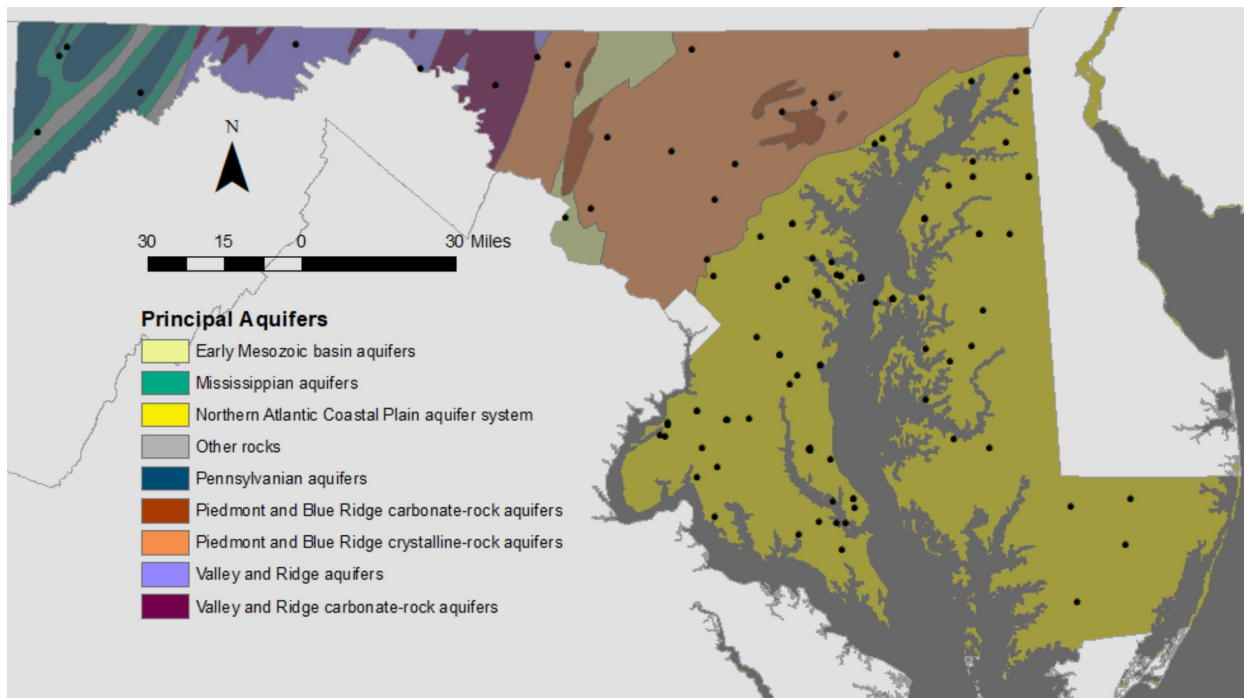 N
30 15 0 30 Miles
Principal Aquifers
Early Mesozoic basin aquifers
Mississippian aquifers
Northern Atlantic Coastal Plain aquifer system
Other rocks
Pennsylvanian aquifers
Piedmont and Blue Ridge carbonate-rock aquifers
Piedmont and Blue Ridge crystalline-rock aquifers
Valley and Ridge aquifers
Valley and Ridge carbonate-rock aquifers